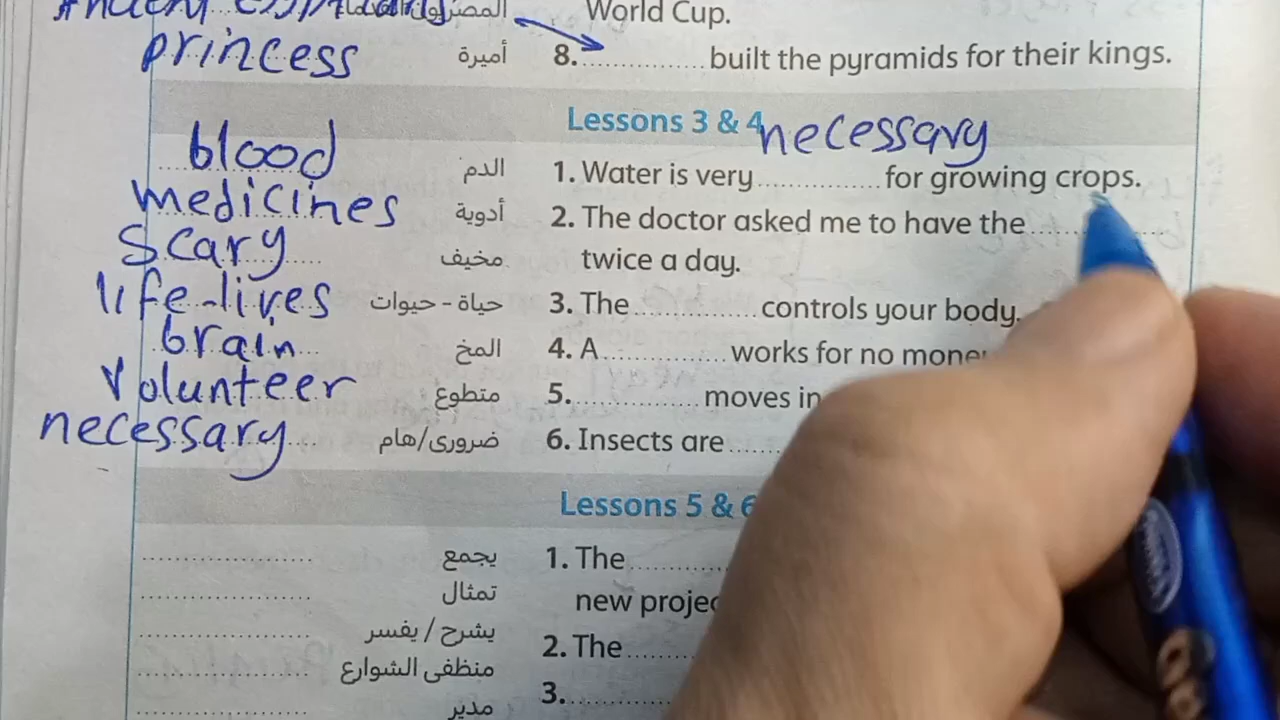 المصريون القدماء World Cup.
princess أميرة 8. ............... built the pyramids for their kings.
Lessons 3 & 4
necessary
blood الدم 1. Water is very ............... for growing crops.
medicines أدوية 2. The doctor asked me to have the ...............
scary مخيف twice a day.
life-lives حياة - حيوات 3. The ............... controls your body.
brain المخ 4. A ............... works for no
volunteer متطوع 5. ............... moves in
necessary ضرورى/هام 6. Insects are .......
Lessons 5 & 6
............... يجمع 1. The ...............
............... تمثال new
............... يشرح / يفسر 2. The ...............
............... منظفى الشوارع
............... مدير 3. ...............